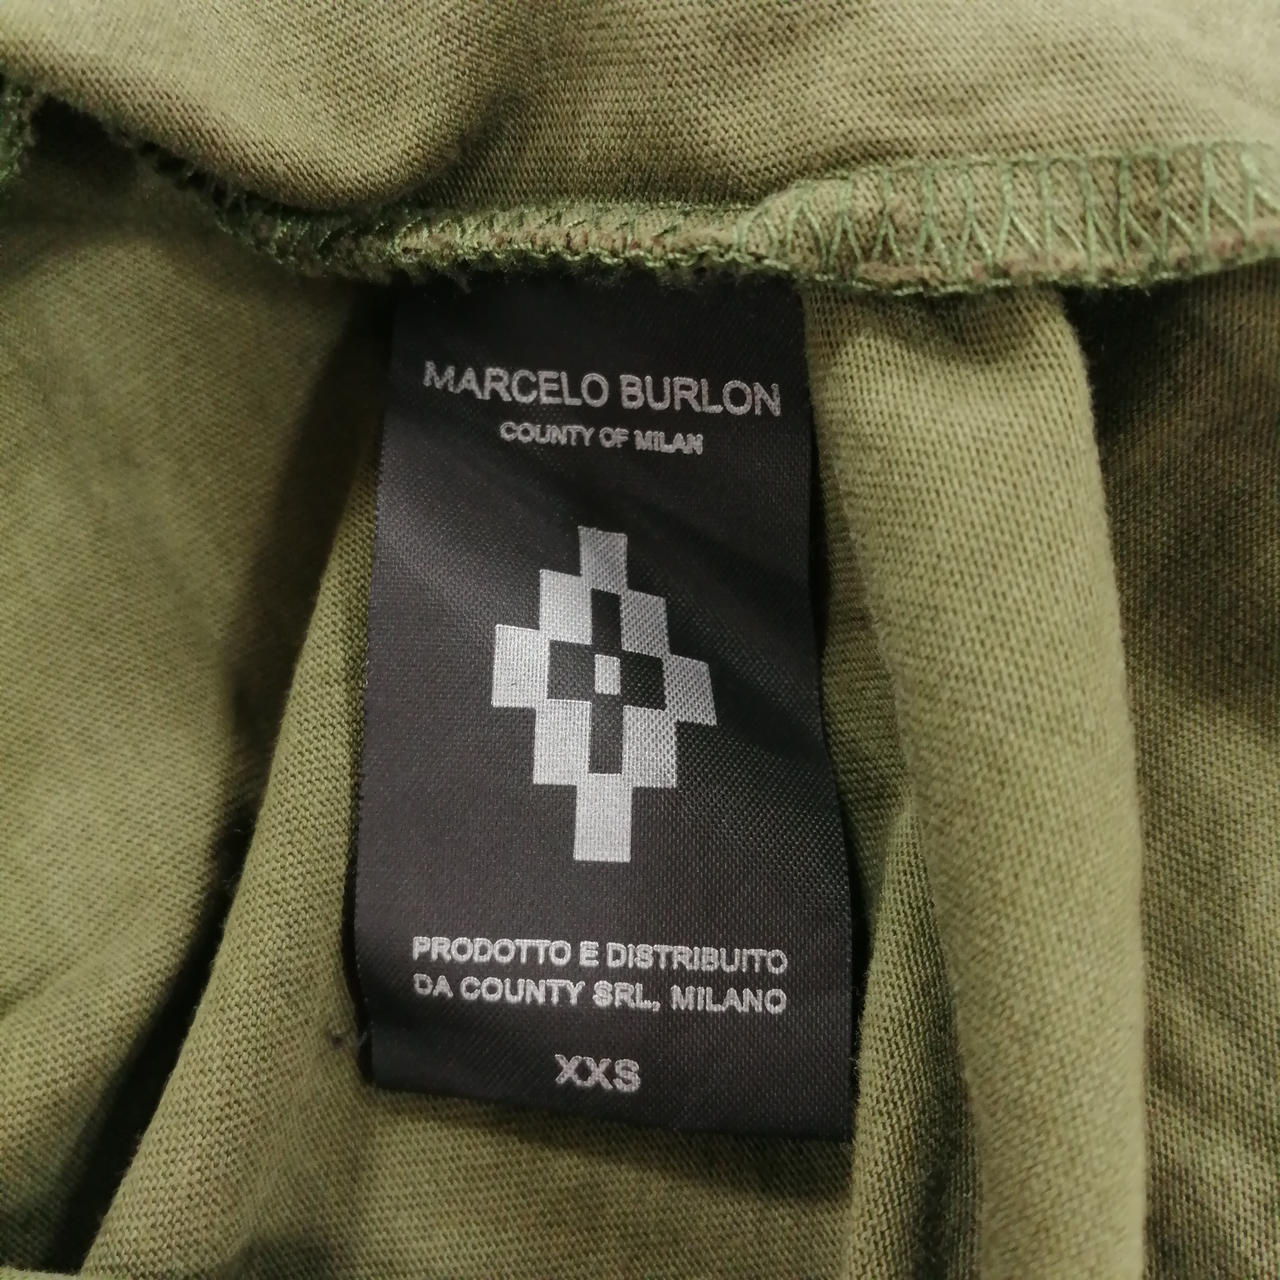 MARCELO BURLON
COUNTY OF MILAN
PRODOTTO E DISTRIBUITO
DA COUNTY SRL, MILANO
XXS